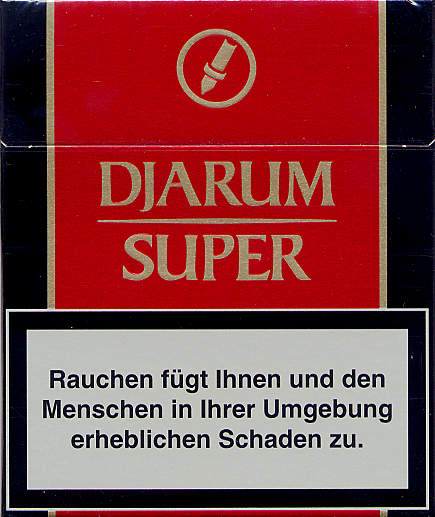 DJARUM
SUPER
Rauchen fügt Ihnen und den
Menschen in Ihrer Umgebung
erheblichen Schaden zu.